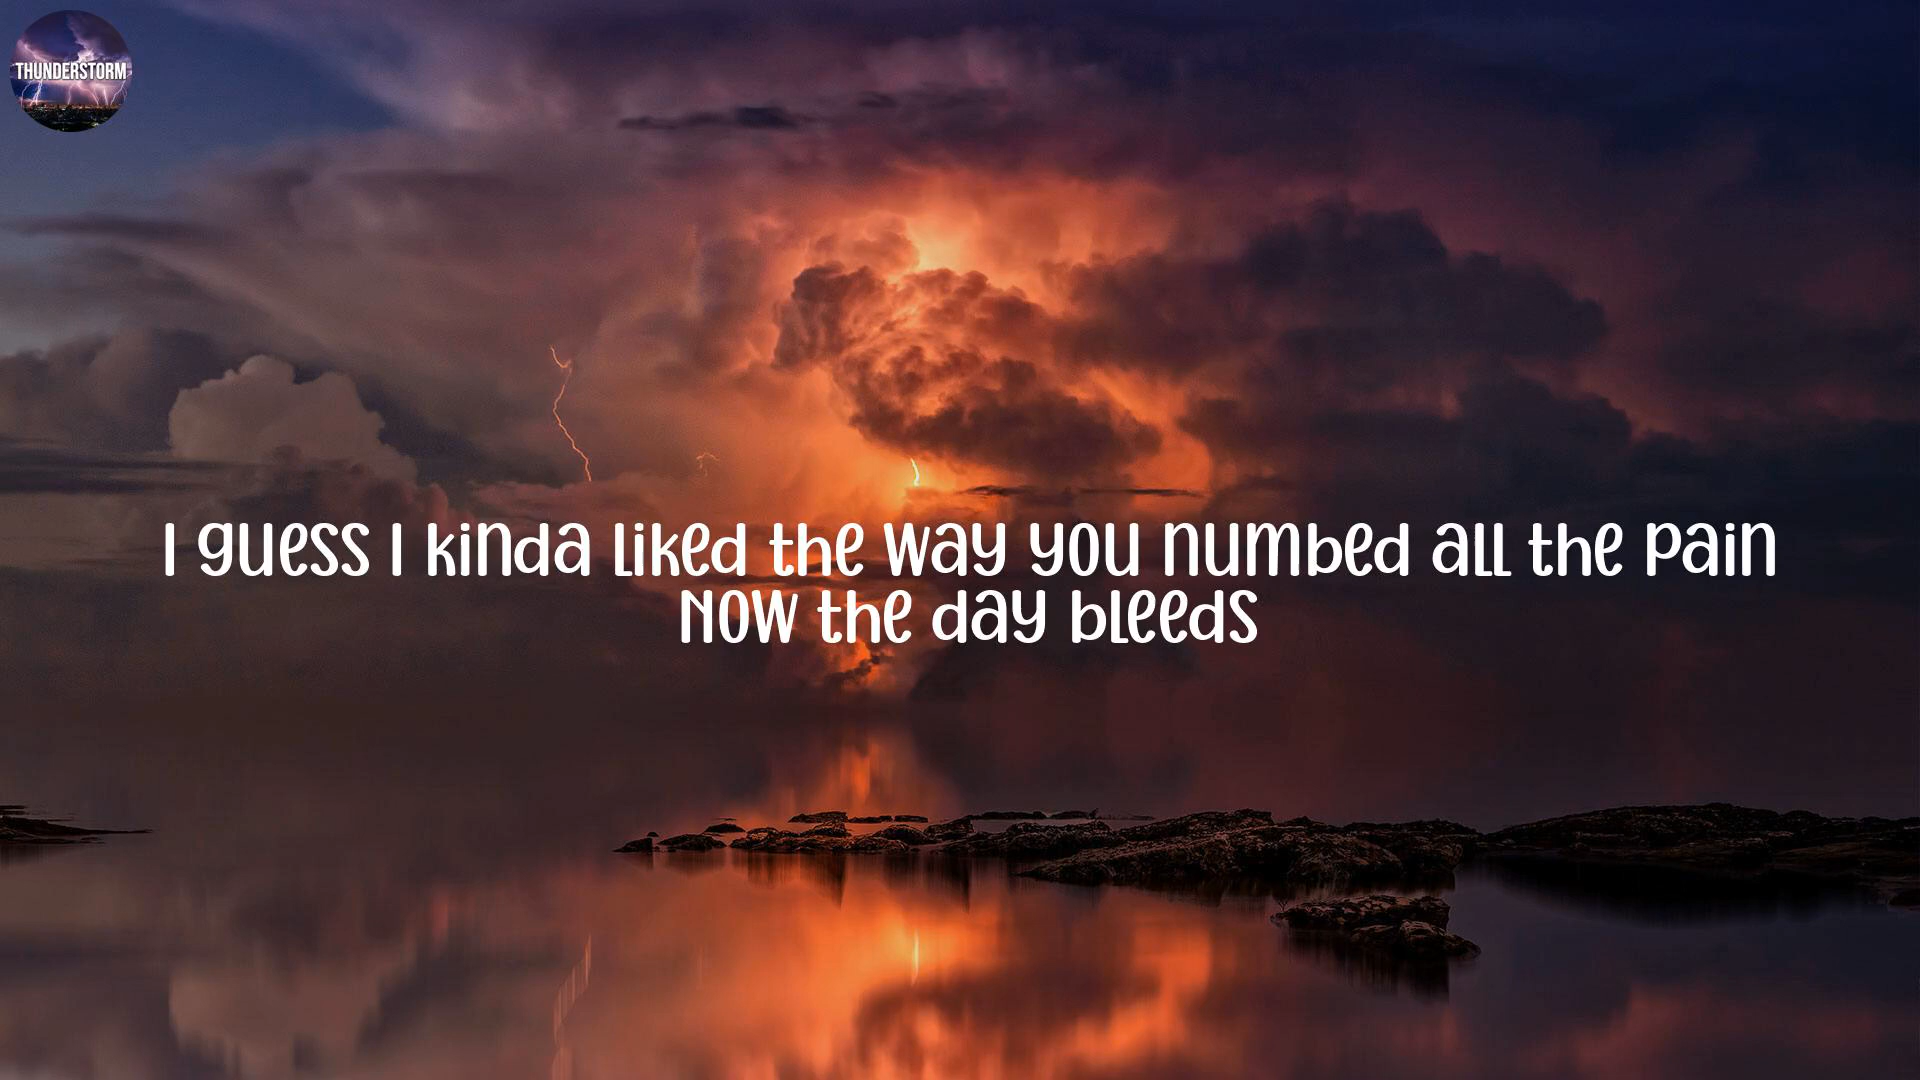 THUNDERSTORM
I guess I kinda liked the way you numbed all the pain
Now the day bleeds